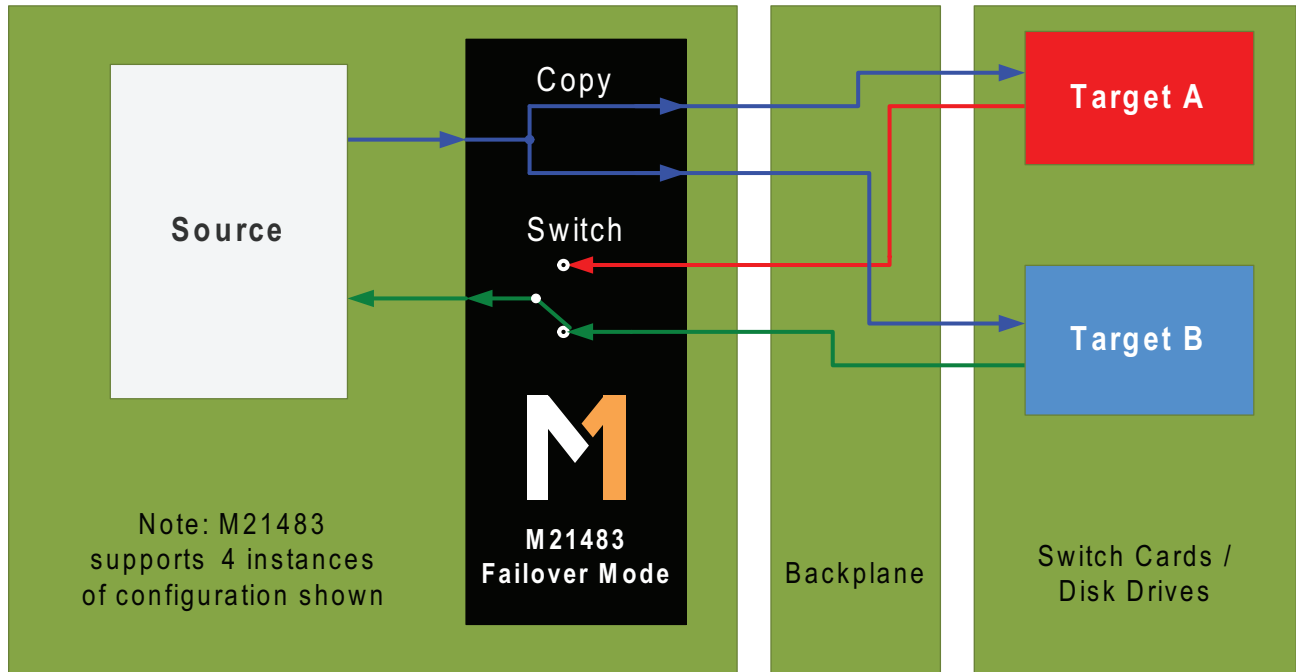 Source
Copy
Switch
M21483
Failover Mode
Note: M21483
supports 4 instances
of configuration shown
Backplane
Target A
Target B
Switch Cards /
Disk Drives